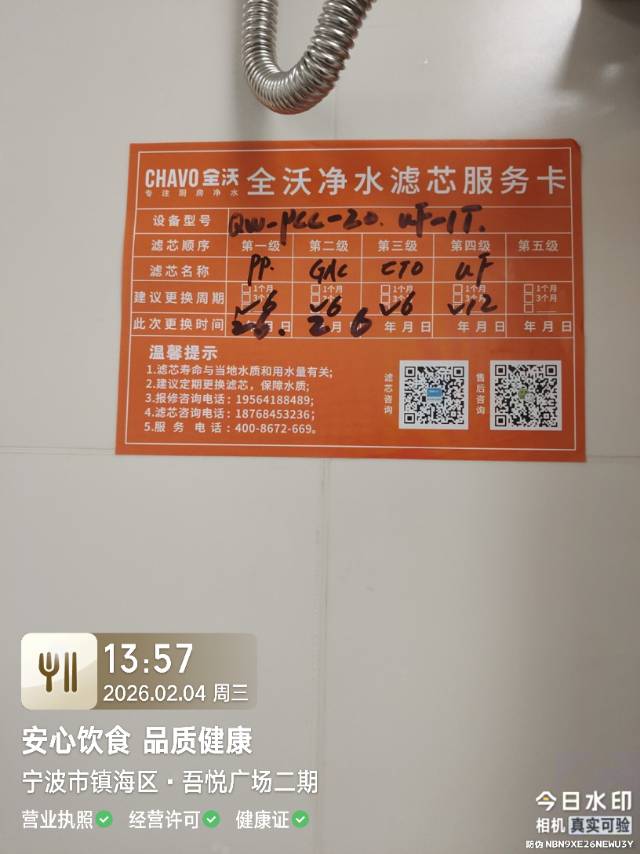 CHAVO 全沃
专注厨房净水
全沃净水滤芯服务卡
设备型号 QW-PCC-20. UF-1T.
滤芯顺序 第一级 第二级 第三级 第四级 第五级
滤芯名称 PP. GAC CTO UF
建议更换周期 1个月 1个月 1个月 1个月 1个月
3个月 3个月 3个月 3个月 3个月
✓6 ✓6 ✓6 ✓12
此次更换时间 25. 2 月 6 年月日 年月日 年月日
温馨提示
1.滤芯寿命与当地水质和用水量有关;
2.建议定期更换滤芯，保障水质;
3.报修咨询电话：19564188489;
4.滤芯咨询电话：18768453236;
5.服务电话：400-8672-669。
滤芯咨询
售后咨询
13:57
2026.02.04 周三
安心饮食 品质健康
宁波市镇海区·吾悦广场二期
营业执照 经营许可 健康证
今日水印
相机 真实可验
防伪 NBN9XE26NEWU3Y